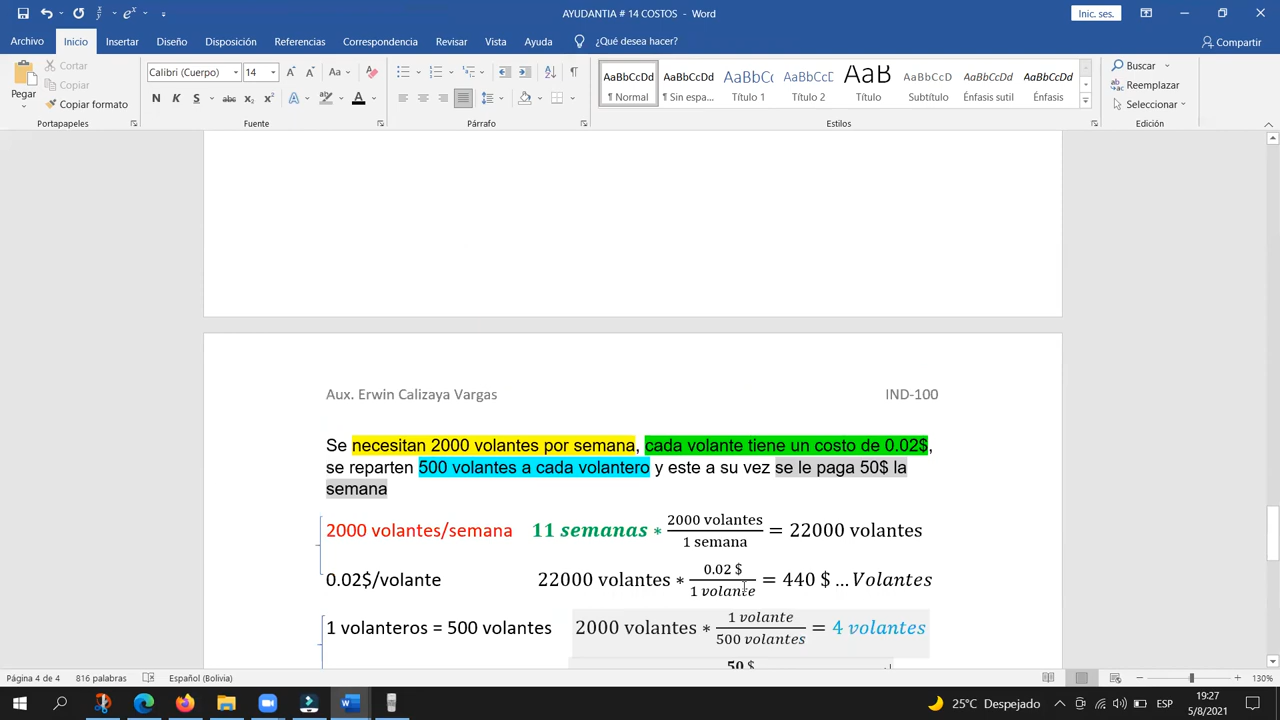 AYUDANTIA # 14 COSTOS - Word
Inic. ses.
Archivo Inicio Insertar Diseño Disposición Referencias Correspondencia Revisar Vista Ayuda ¿Qué desea hacer? Compartir
Pegar
Cortar
Copiar
Copiar formato
Portapapeles
Calibri (Cuerpo) 14
N K S abc x₂ x²
Fuente
Párrafo
AaBbCcDd AaBbCcDd AaBbCc AaBbCcD AaB AaBbCcD AaBbCcDd AaBbCcDd
¶ Normal ¶ Sin espa... Título 1 Título 2 Título Subtítulo Énfasis sutil Énfasis
Estilos
Buscar
Reemplazar
Seleccionar
Edición
Aux. Erwin Calizaya Vargas IND-100
Se necesitan 2000 volantes por semana, cada volante tiene un costo de 0.02$,
se reparten 500 volantes a cada volantero y este a su vez se le paga 50$ la
semana
2000 volantes/semana 11 semanas * 2000 volantes / 1 semana = 22000 volantes
0.02$/volante 22000 volantes * 0.02 $ / 1 volante = 440 $ ... Volantes
1 volanteros = 500 volantes 2000 volantes * 1 volante / 500 volantes = 4 volantes
50 $
Página 4 de 4 816 palabras Español (Bolivia) 130%
25°C Despejado ESP 19:27
5/8/2021